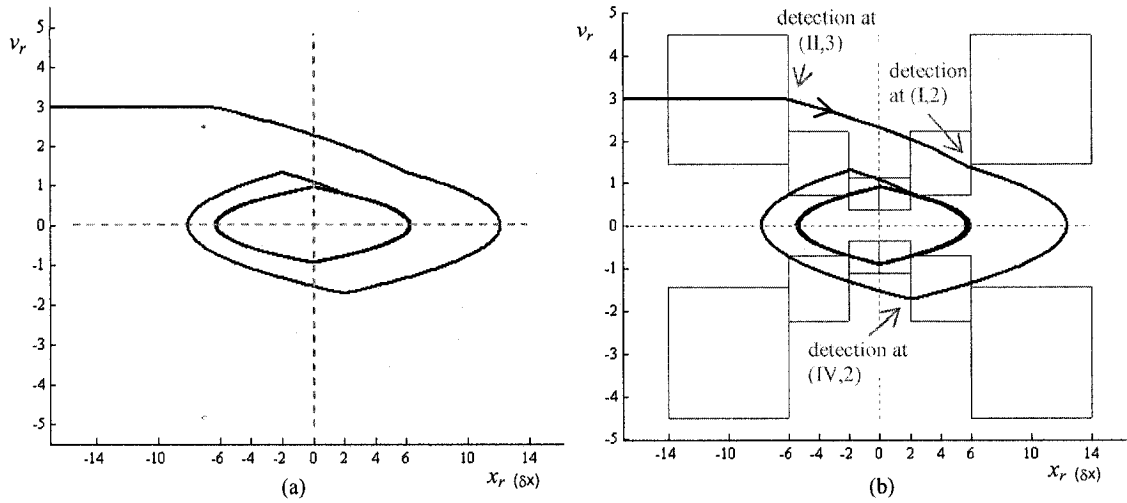 5
v_r
4
3
2
1
0
-1
-2
-3
-4
-5
-14 -10 -6 -2 0 2 4 6 10 14
x_r (δx)
(a)
5
v_r
4
3
2
1
0
-1
-2
-3
-4
-5
-14 -10 -6 -2 0 2 6 10 14
x_r (δx)
(b)
detection at
(II,3)
detection
at (I,2)
detection at
(IV,2)